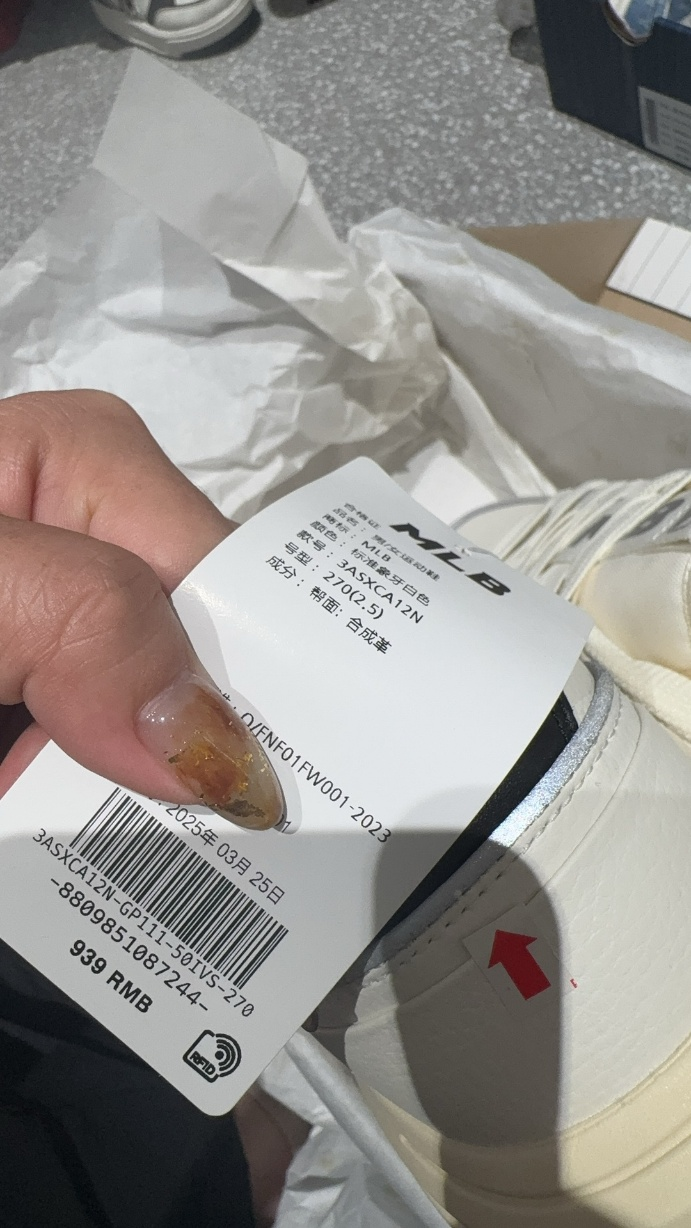 MLB
合格证
品名： 男/女运动鞋
商标： MLB
颜色： 标准象牙白色
款号： 3ASXCA12N
号型： 270(2.5)
成分： 帮面: 合成革
Q/FNF01FW001-2023
2025年 03月 25日
3ASXCA12N-GP111-50IVS-270
-8809851087244-
939 RMB
RFID